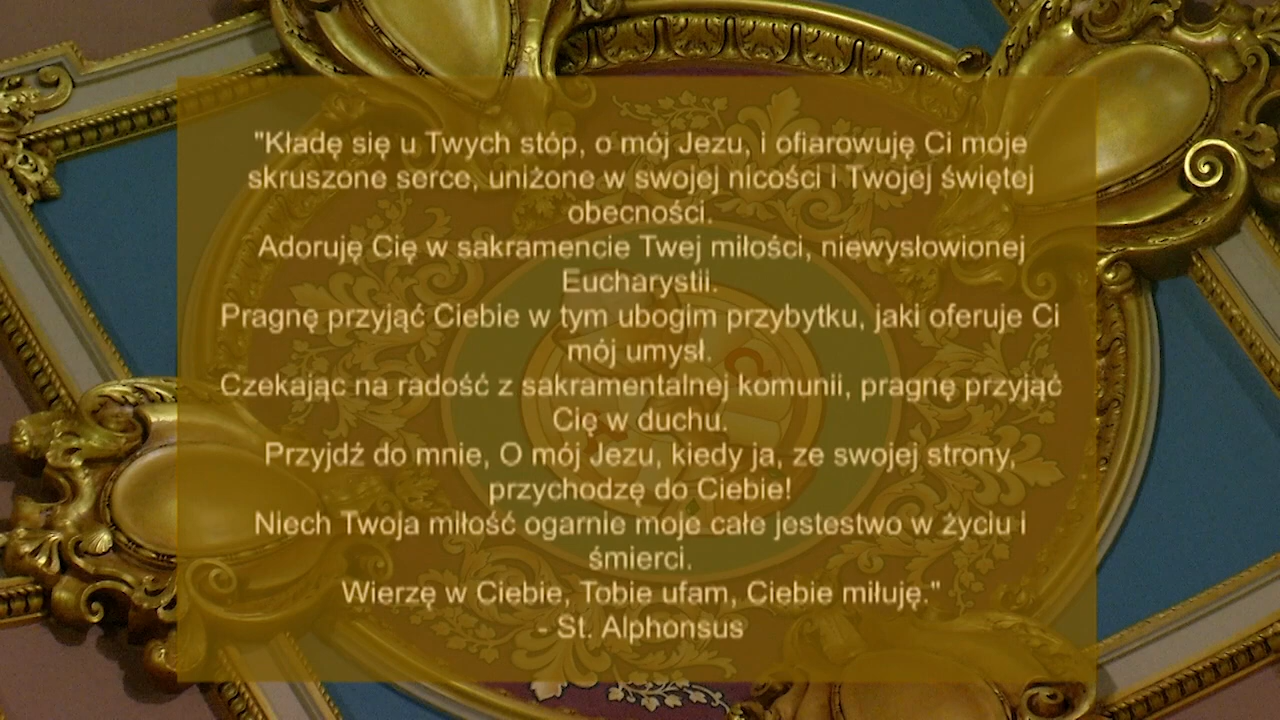 "Kładę się u Twych stóp, o mój Jezu, i ofiarowuję Ci moje
skruszone serce, uniżone w swojej nicości i Twojej świętej
obecności.
Adoruję Cię w sakramencie Twej miłości, niewysłowionej
Eucharystii.
Pragnę przyjąć Ciebie w tym ubogim przybytku, jaki oferuje Ci
mój umysł.
Czekając na radość z sakramentalnej komunii, pragnę przyjąć
Cię w duchu.
Przyjdź do mnie, O mój Jezu, kiedy ja, ze swojej strony,
przychodzę do Ciebie!
Niech Twoja miłość ogarnie moje całe jestestwo w życiu i
śmierci.
Wierzę w Ciebie, Tobie ufam, Ciebie miłuję."
- St. Alphonsus